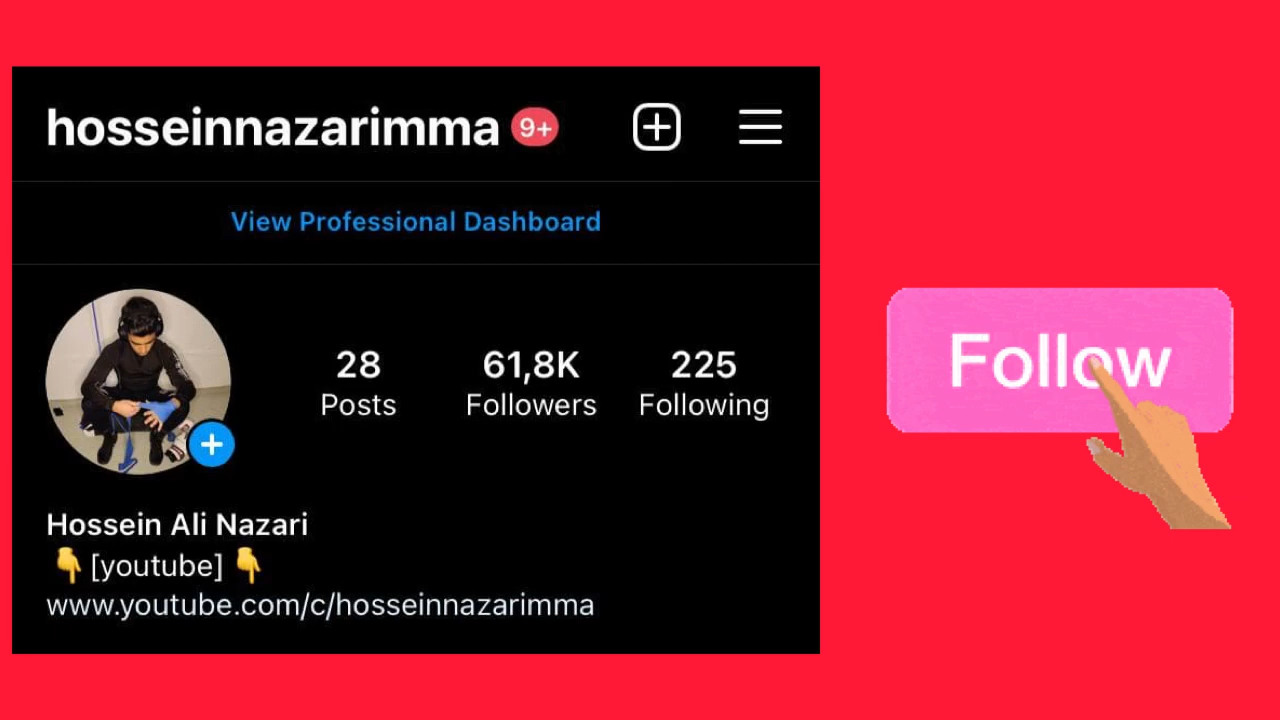 hosseinnazarimma 9+
View Professional Dashboard
28 61,8K 225
Posts Followers Following
Hossein Ali Nazari
👇 [youtube] 👇
www.youtube.com/c/hosseinnazarimma
Follow